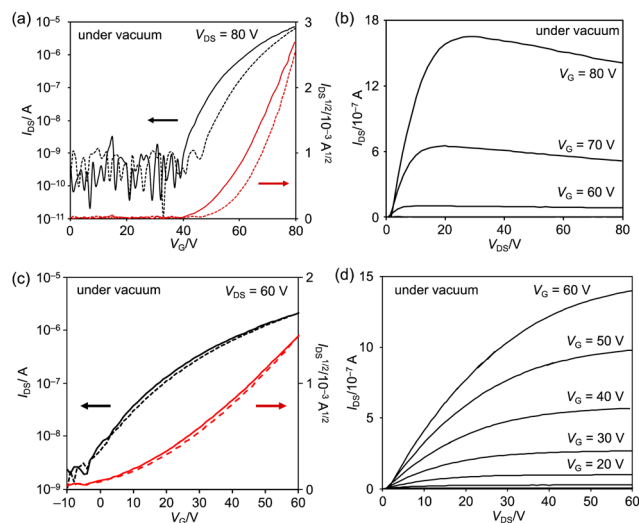 (a)
under vacuum
V_DS = 80 V
I_DS/ A
10⁻⁵
10⁻⁶
10⁻⁷
10⁻⁸
10⁻⁹
10⁻¹⁰
10⁻¹¹
0
20
40
60
80
V_G/V
3
2
1
0
I_DS^1/2/10⁻³ A^1/2
(b)
under vacuum
V_G = 80 V
V_G = 70 V
V_G = 60 V
I_DS/10⁻⁷ A
18
12
6
0
0
20
40
60
80
V_DS/V
(c)
under vacuum
V_DS = 60 V
I_DS/ A
10⁻⁵
10⁻⁶
10⁻⁷
10⁻⁸
10⁻⁹
–10
0
10
20
30
40
50
60
V_G/V
2
1
0
I_DS^1/2/10⁻³ A^1/2
(d)
under vacuum
V_G = 60 V
V_G = 50 V
V_G = 40 V
V_G = 30 V
V_G = 20 V
I_DS/10⁻⁷ A
15
10
5
0
0
10
20
30
40
50
60
V_DS/V